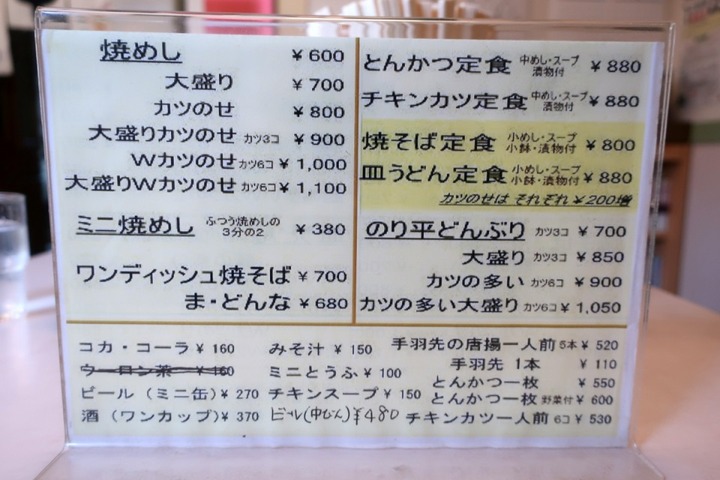 焼めし ¥600
大盛り ¥700
カツのせ ¥800
大盛りカツのせ カツ3コ ¥900
Wカツのせ カツ6コ ¥1,000
大盛りWカツのせ カツ6コ ¥1,100
ミニ焼めし ふつう焼めしの3分の2 ¥380
ワンディッシュ焼そば ¥700
ま・どんな ¥680
とんかつ定食 中めし・スープ 漬物付 ¥880
チキンカツ定食 中めし・スープ 漬物付 ¥880
焼そば定食 小めし・スープ 小鉢・漬物付 ¥800
皿うどん定食 小めし・スープ 小鉢・漬物付 ¥880
カツのせは それぞれ¥200増
のり平どんぶり カツ3コ ¥700
大盛り カツ3コ ¥850
カツの多い カツ6コ ¥900
カツの多い大盛り カツ6コ ¥1,050
コカ・コーラ ¥160
ウーロン茶 ¥160
ビール(ミニ缶) ¥270
酒(ワンカップ) ¥370
みそ汁 ¥150
ミニとうふ ¥100
チキンスープ ¥150
ビール(中びん)¥480
手羽先の唐揚一人前 5本 ¥520
手羽先 1本 ¥110
とんかつ一枚 ¥550
とんかつ一枚 野菜付 ¥600
チキンカツ一人前 6コ ¥530